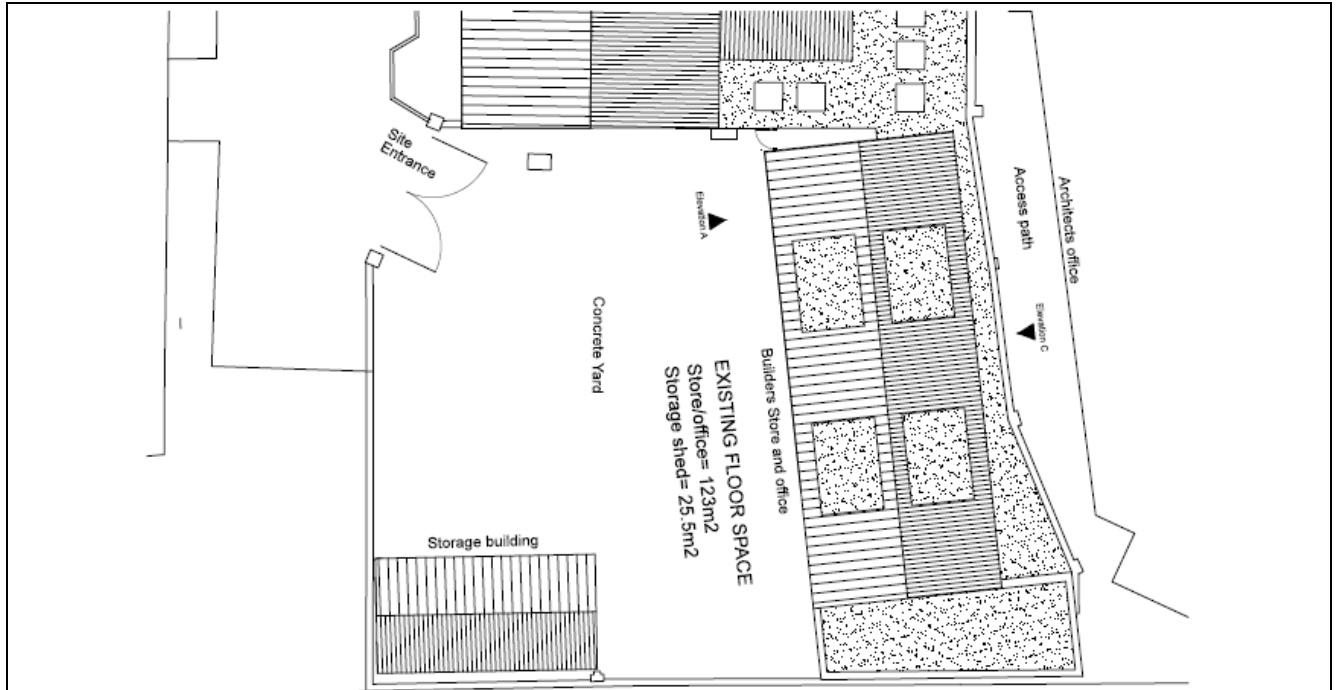 Site
Entrance
Elevation A
Access path
Architects office
Elevation C
Concrete Yard
Builders Store and office
EXISTING FLOOR SPACE
Store/office= 123m2
Storage shed= 25.5m2
Storage building